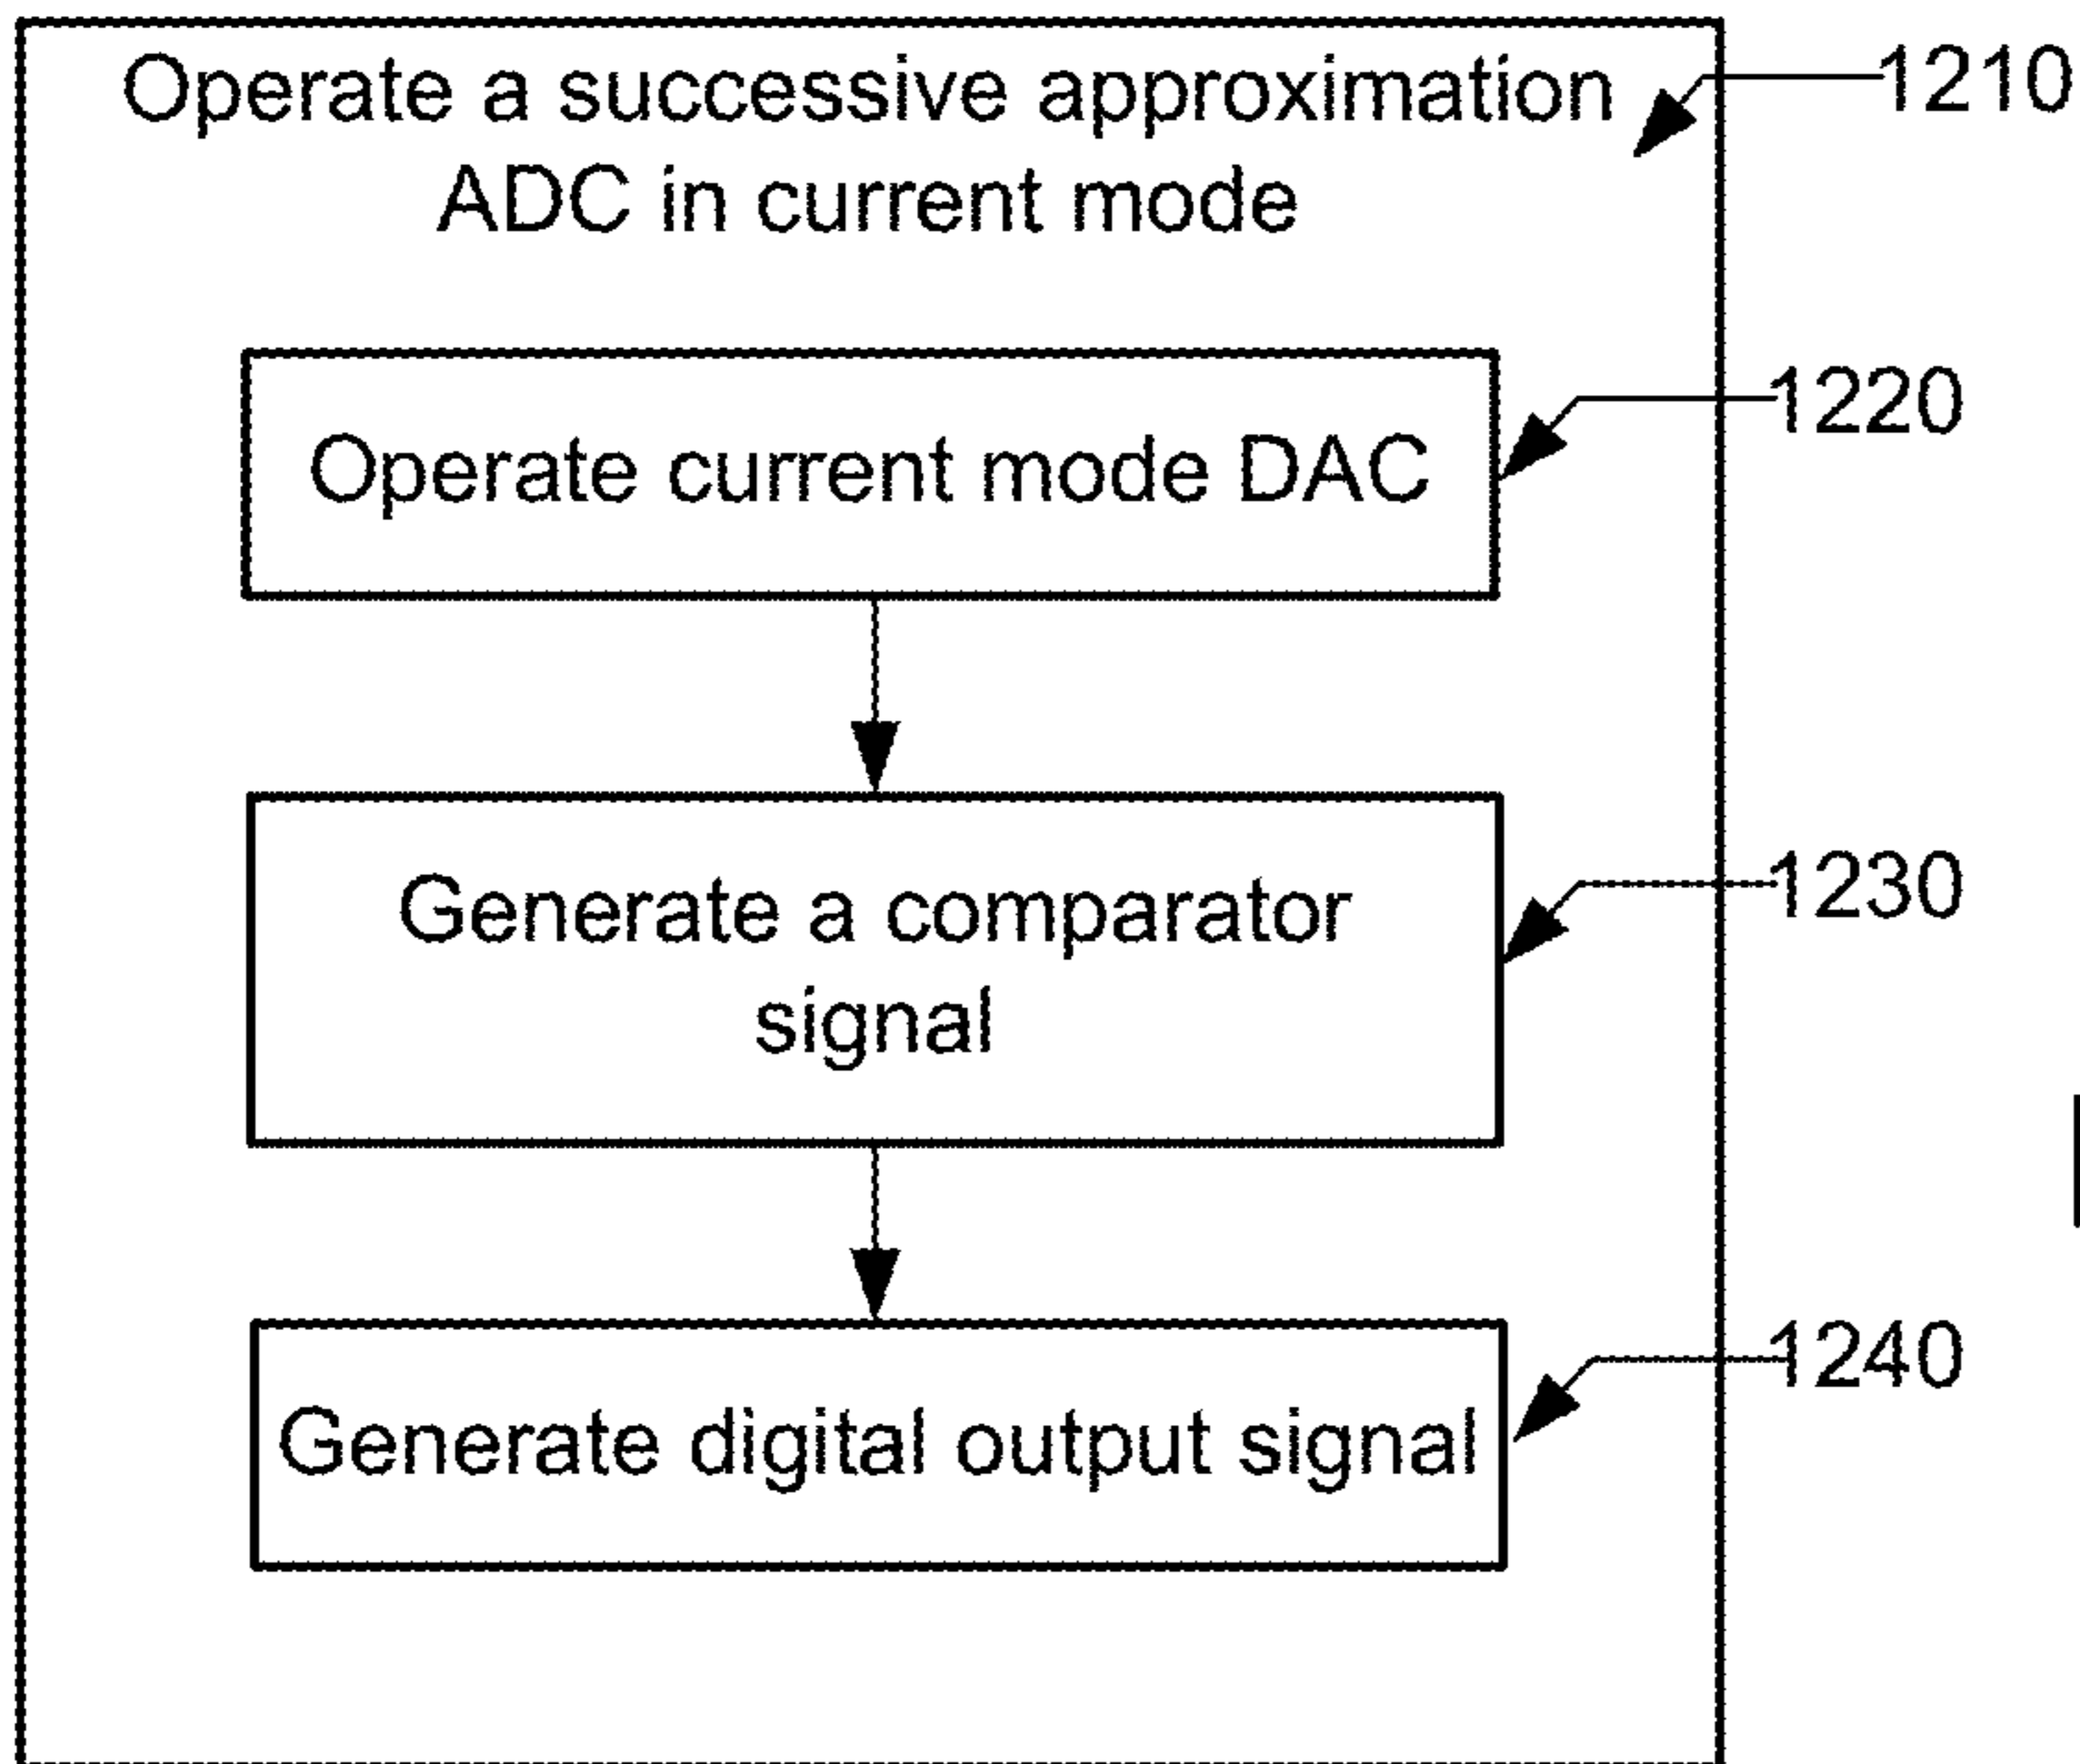 Operate a successive approximation
ADC in current mode
1210
Operate current mode DAC
1220
Generate a comparator
signal
1230
Generate digital output signal
1240